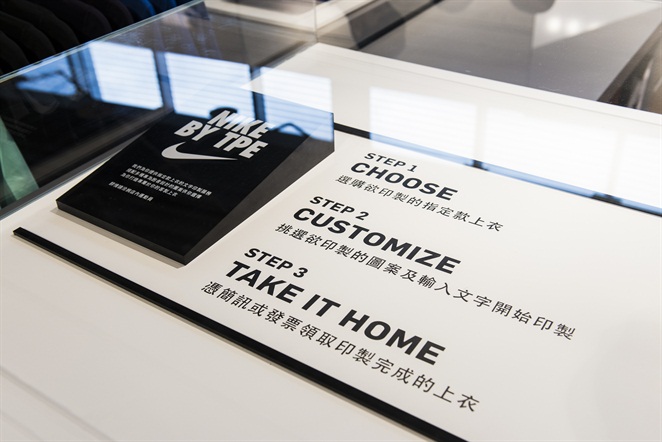 NIKE
BY TPE
STEP 1
CHOOSE
選購欲印製的指定款上衣
STEP 2
CUSTOMIZE
挑選欲印製的圖案及輸入文字開始印製
STEP 3
TAKE IT HOME
憑簡訊或發票領取印製完成的上衣